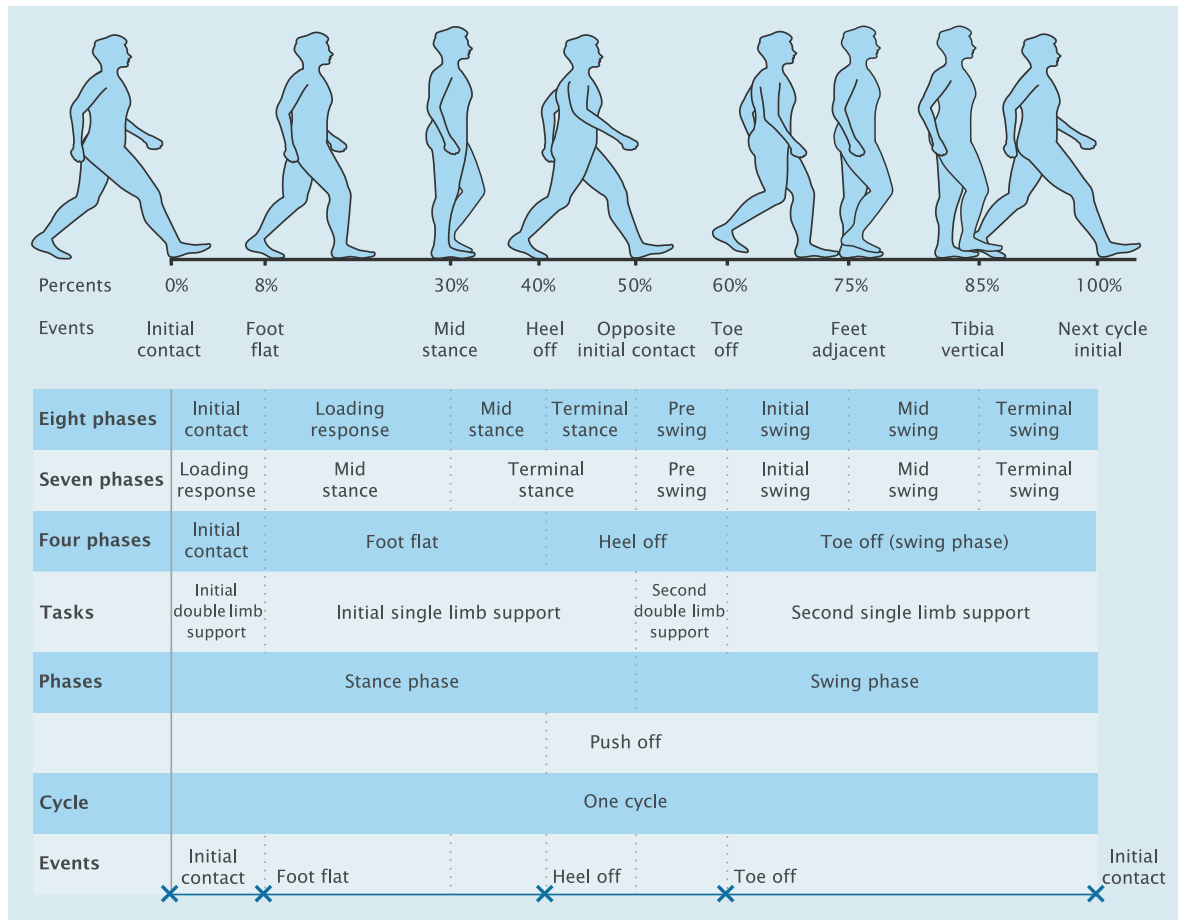 Percents 0% 8% 30% 40% 50% 60% 75% 85% 100%
Events Initial Foot Mid Heel Opposite Toe Feet Tibia Next cycle
contact flat stance off initial contact off adjacent vertical initial
Initial Loading Mid Terminal Pre Initial Mid Terminal
Eight phases
contact response stance stance swing swing swing swing
Loading Mid Terminal Pre Initial Mid Terminal
Seven phases
response stance stance swing swing swing swing
Initial
Four phases Foot flat Heel off Toe off (swing phase)
contact
Initial Second
Tasks double limb Initial single limb support double limb Second single limb support
support support
Phases Stance phase Swing phase
Push off
Cycle One cycle
Initial Initial
Events Foot flat Heel off Toe off
contact contact